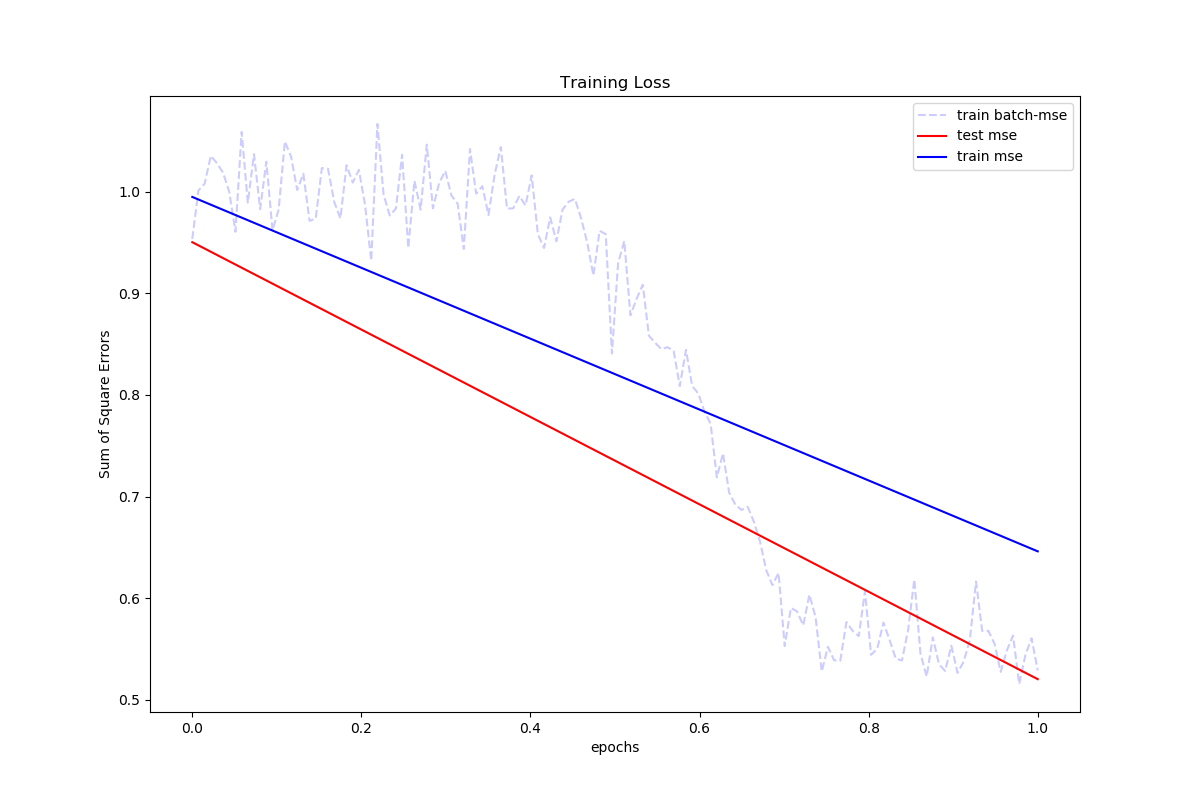 Training Loss
train batch-mse
test mse
train mse
Sum of Square Errors
1.0
0.9
0.8
0.7
0.6
0.5
0.0 0.2 0.4 0.6 0.8 1.0
epochs